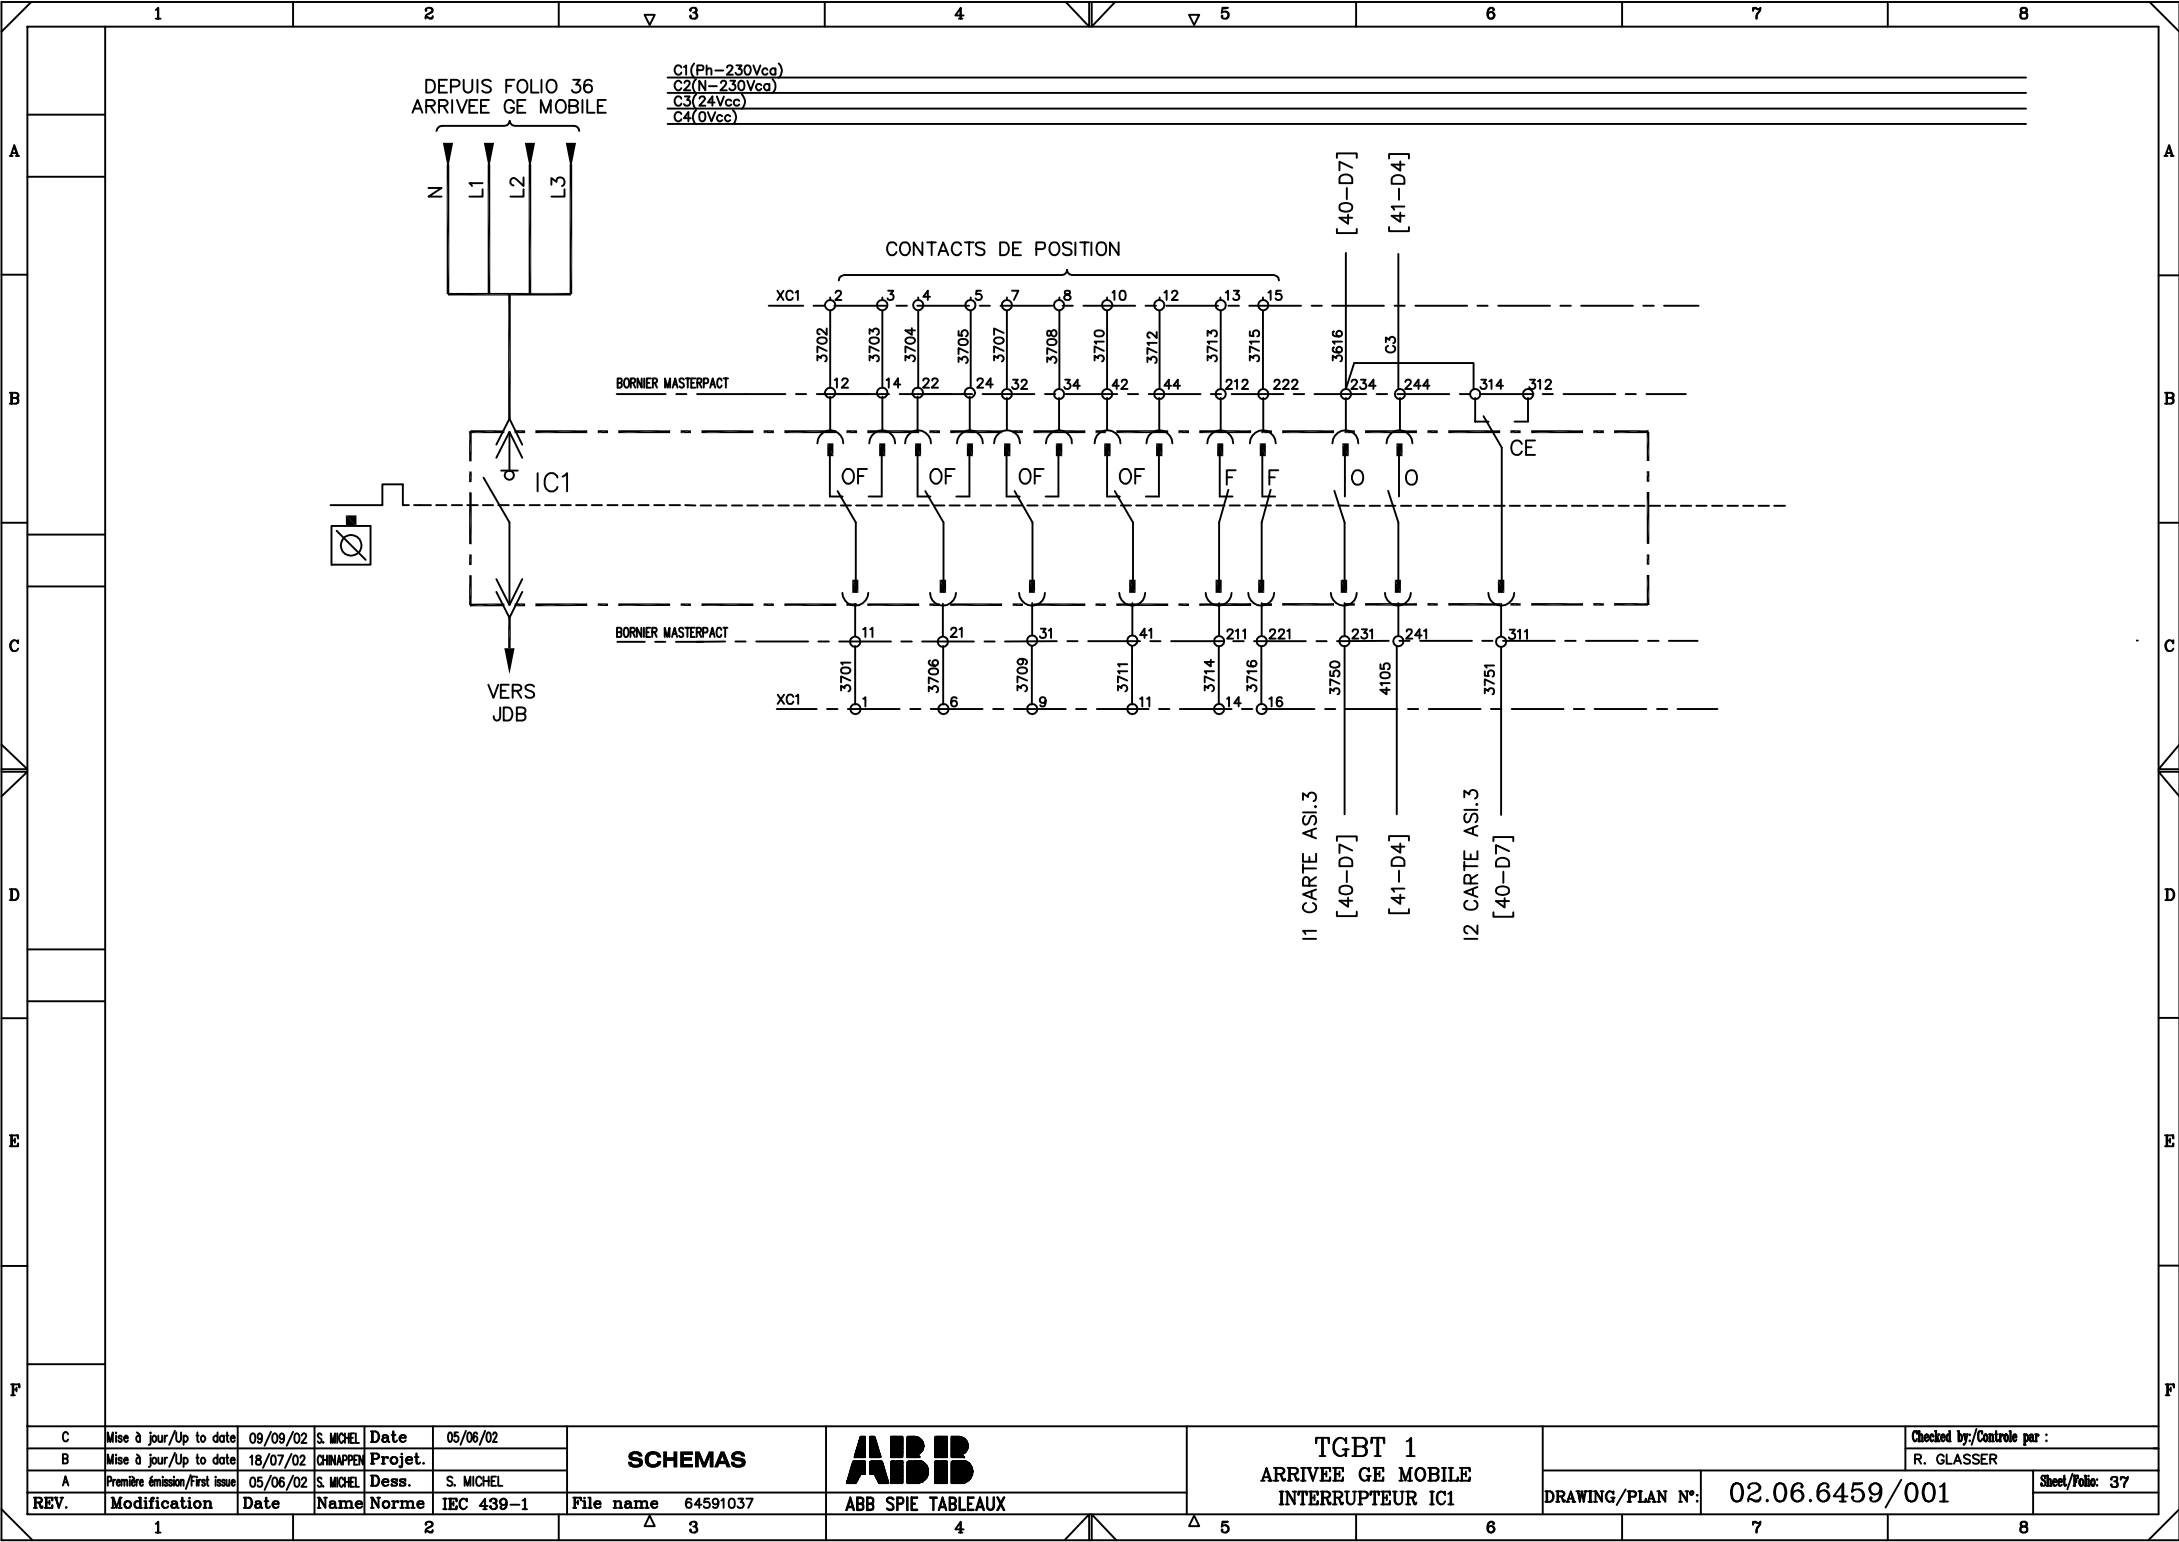 1 2 3 4 5 6 7 8
C1(Ph-230Vca)
C2(N-230Vca)
C3(24Vcc)
C4(0Vcc)
DEPUIS FOLIO 36
ARRIVEE GE MOBILE
A A
N L1 L2 L3
[40-D7] [41-D4]
CONTACTS DE POSITION
XC1 2 3 4 5 7 8 10 12 13 15
3702 3703 3704 3705 3707 3708 3710 3712 3713 3715 3616 C3
BORNIER MASTERPACT 12 14 22 24 32 34 42 44 212 222 234 244 314 312
B B
CE
IC1 OF OF OF OF F F O O
BORNIER MASTERPACT 11 21 31 41 211 221 231 241 311
C C
3701 3706 3709 3711 3714 3716 3750 4105 3751
XC1 1 6 9 11 14 16
VERS
JDB
I1 CARTE ASI.3 [40-D7] [41-D4] I2 CARTE ASI.3 [40-D7]
D D
E E
F F
C Mise à jour/Up to date 09/09/02 S. MICHEL Date 05/06/02
B Mise à jour/Up to date 18/07/02 CHINAPPEN Projet.
A Première émission/First issue 05/06/02 S. MICHEL Dess. S. MICHEL
REV. Modification Date Name Norme IEC 439-1
SCHEMAS
File name 64591037
ABB
ABB SPIE TABLEAUX
TGBT 1
ARRIVEE GE MOBILE
INTERRUPTEUR IC1
Checked by:/Controle par :
R. GLASSER
DRAWING/PLAN N°: 02.06.6459/001
Sheet/Folio: 37
1 2 3 4 5 6 7 8